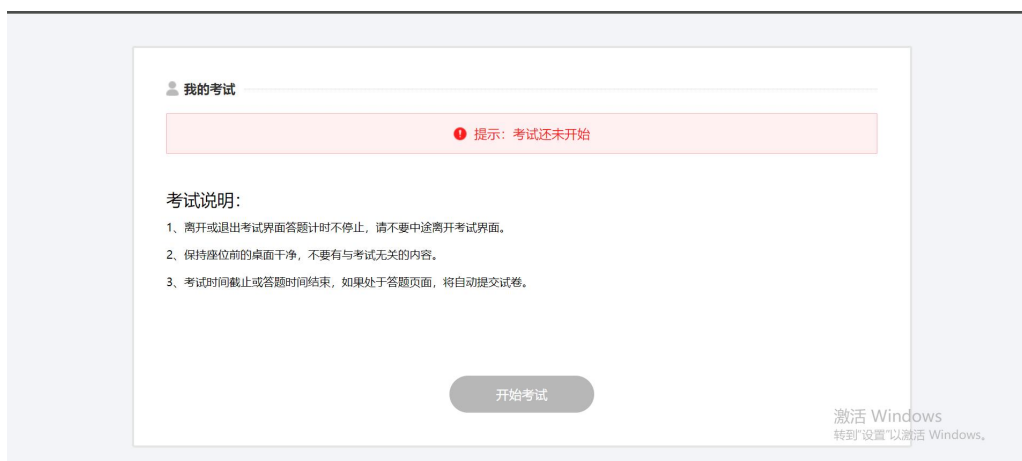 我的考试
提示：考试还未开始
考试说明：
1、离开或退出考试界面答题计时不停止，请不要中途离开考试界面。
2、保持座位前的桌面干净，不要有与考试无关的内容。
3、考试时间截止或答题时间结束，如果处于答题页面，将自动提交试卷。
开始考试
激活 Windows
转到"设置"以激活 Windows。